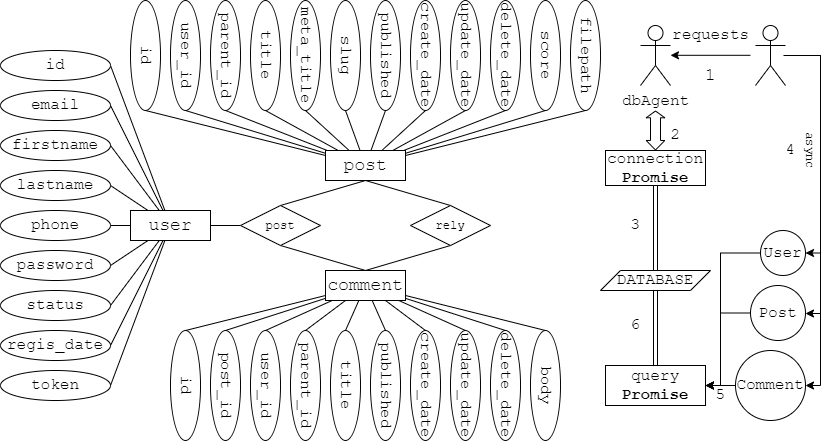 id
user_id
parent_id
title
meta_title
slug
published
create_date
update_date
delete_date
score
filepath
id
email
firstname
lastname
phone
password
status
regis_date
token
user
post
post
rely
comment
id
post_id
user_id
parent_id
title
published
create_date
update_date
delete_date
body
requests
1
dbAgent
2
connection
Promise
3
DATABASE
6
query
Promise
4
async
User
Post
Comment
5